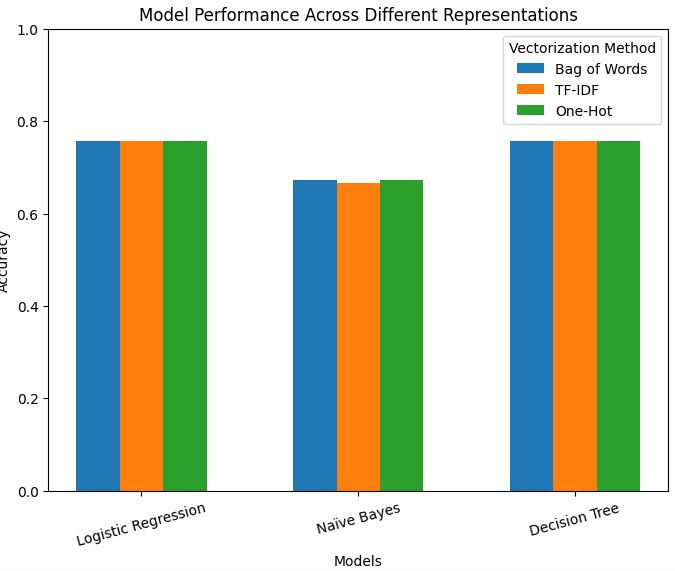 Model Performance Across Different Representations
Vectorization Method
Bag of Words
TF-IDF
One-Hot
Accuracy
1.0
0.8
0.6
0.4
0.2
0.0
Logistic Regression
Naïve Bayes
Decision Tree
Models